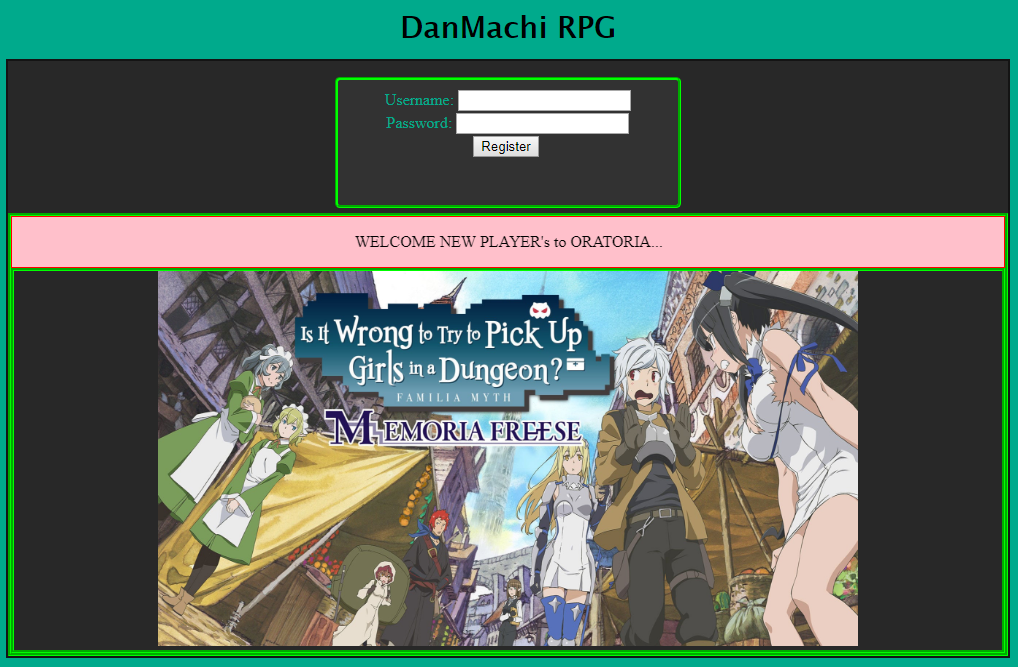 DanMachi RPG
Username:
Password:
Register
WELCOME NEW PLAYER's to ORATORIA...
Is It Wrong to Try to Pick Up
Girls in a Dungeon?
FAMILIA MYTH
MEMORIA FREESE